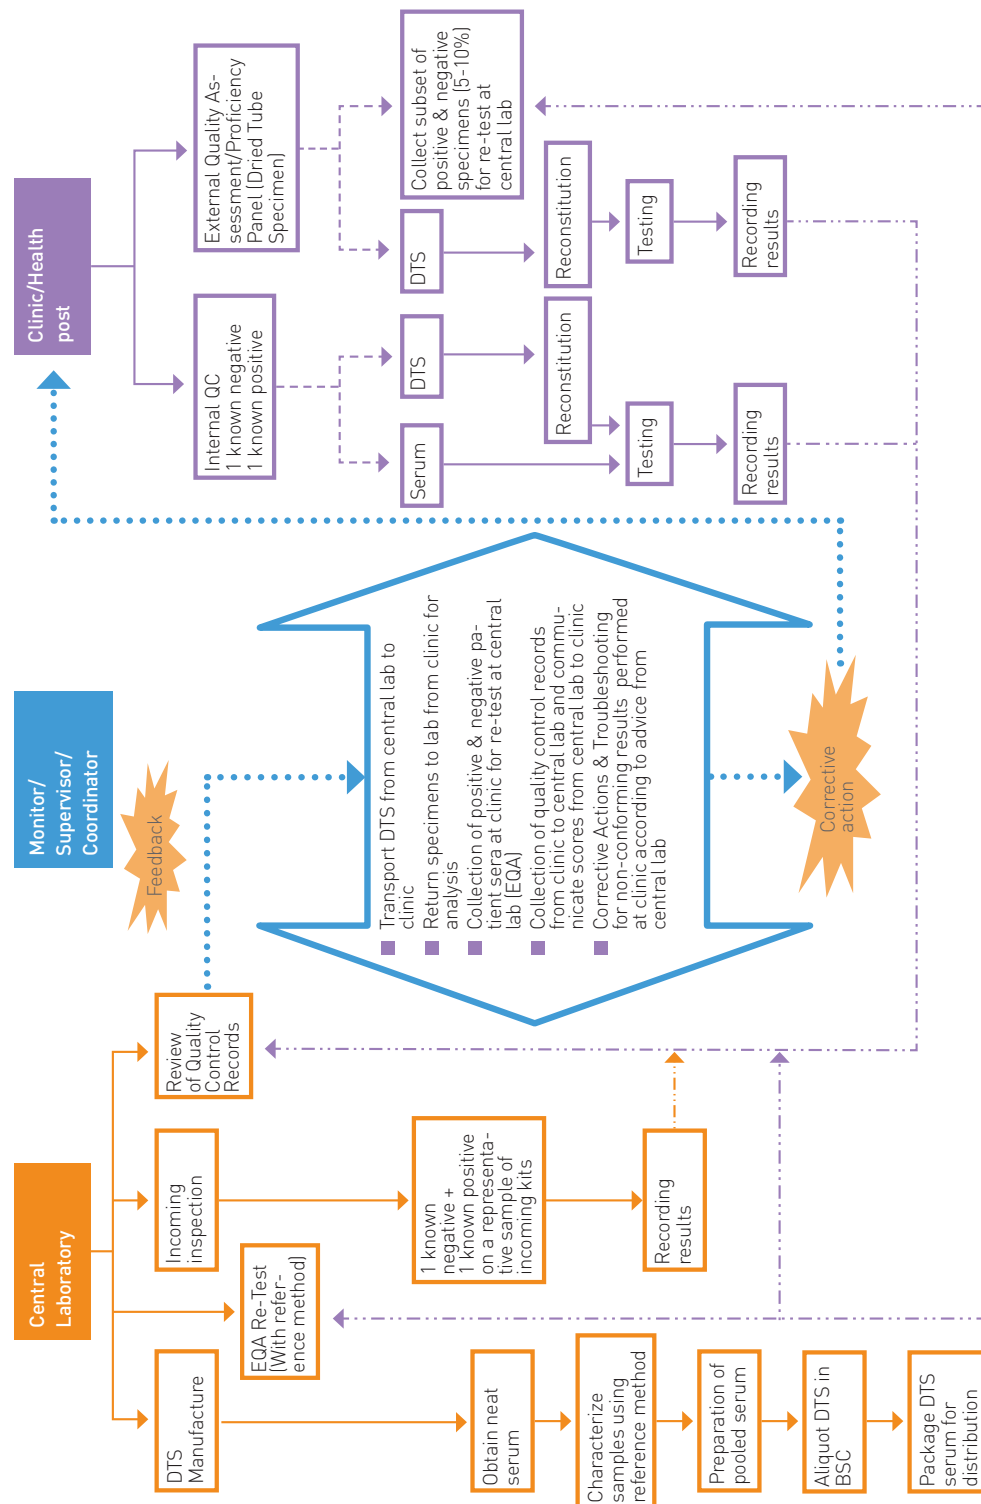 Central
Laboratory
DTS
Manufacture
EQA Re-Test
(With refer-
ence method)
Incoming
inspection
Review
of Quality
Control
Records
Obtain neat
serum
Characterize
samples using
reference method
Preparation of
pooled serum
Aliquot DTS in
BSC
Package DTS
serum for
distribution
1 known
negative +
1 known positive
on a representa-
tive sample of
incoming kits
Recording
results
Monitor/
Supervisor/
Coordinator
Feedback
Transport DTS from central lab to
clinic
Return specimens to lab from clinic for
analysis
Collection of positive & negative pa-
tient sera at clinic for re-test at central
lab (EQA)
Collection of quality control records
from clinic to central lab and commu-
nicate scores from central lab to clinic
Corrective Actions & Troubleshooting
for non-conforming results performed
at clinic according to advice from
central lab
Corrective
action
Clinic/Health
post
Internal QC
1 known negative
1 known positive
External Quality As-
sessment/Proficiency
Panel (Dried Tube
Specimen)
Serum
DTS
DTS
Collect subset of
positive & negative
specimens (5-10%)
for re-test at
central lab
Reconstitution
Reconstitution
Testing
Testing
Recording
results
Recording
results